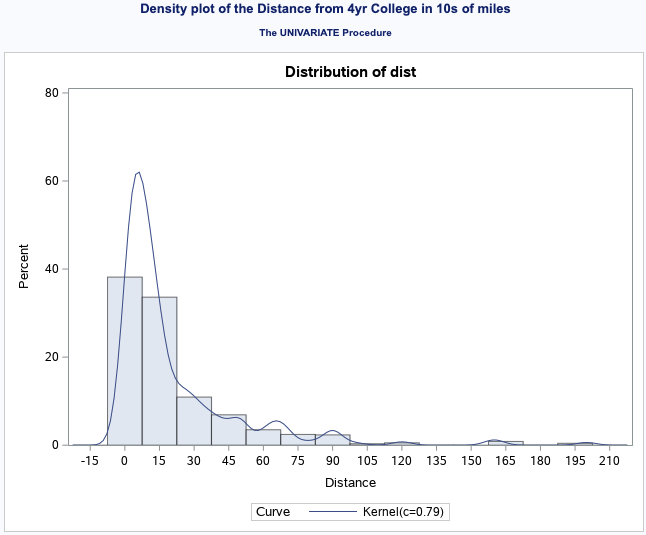 Density plot of the Distance from 4yr College in 10s of miles
The UNIVARIATE Procedure
Distribution of dist
80
60
40
20
0
Percent
-15 0 15 30 45 60 75 90 105 120 135 150 165 180 195 210
Distance
Curve Kernel(c=0.79)